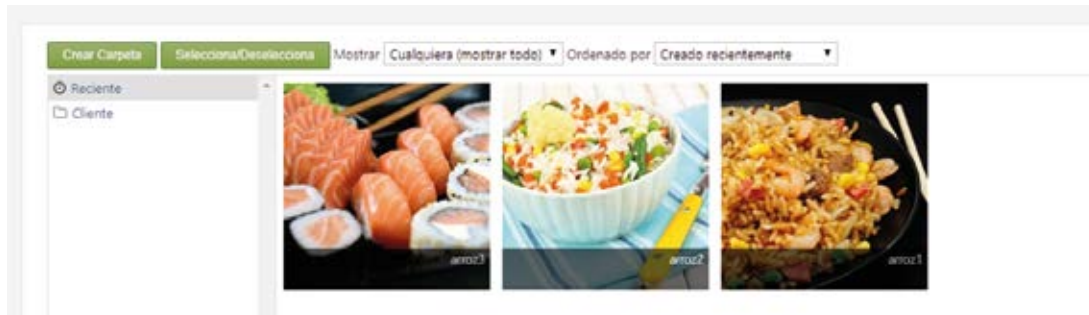 Crear Carpeta Selecciona/Deselecciona Mostrar Cualquiera (mostrar todo) Ordenado por Creado recientemente
Reciente
Cliente
arroz3 arroz2 arroz1